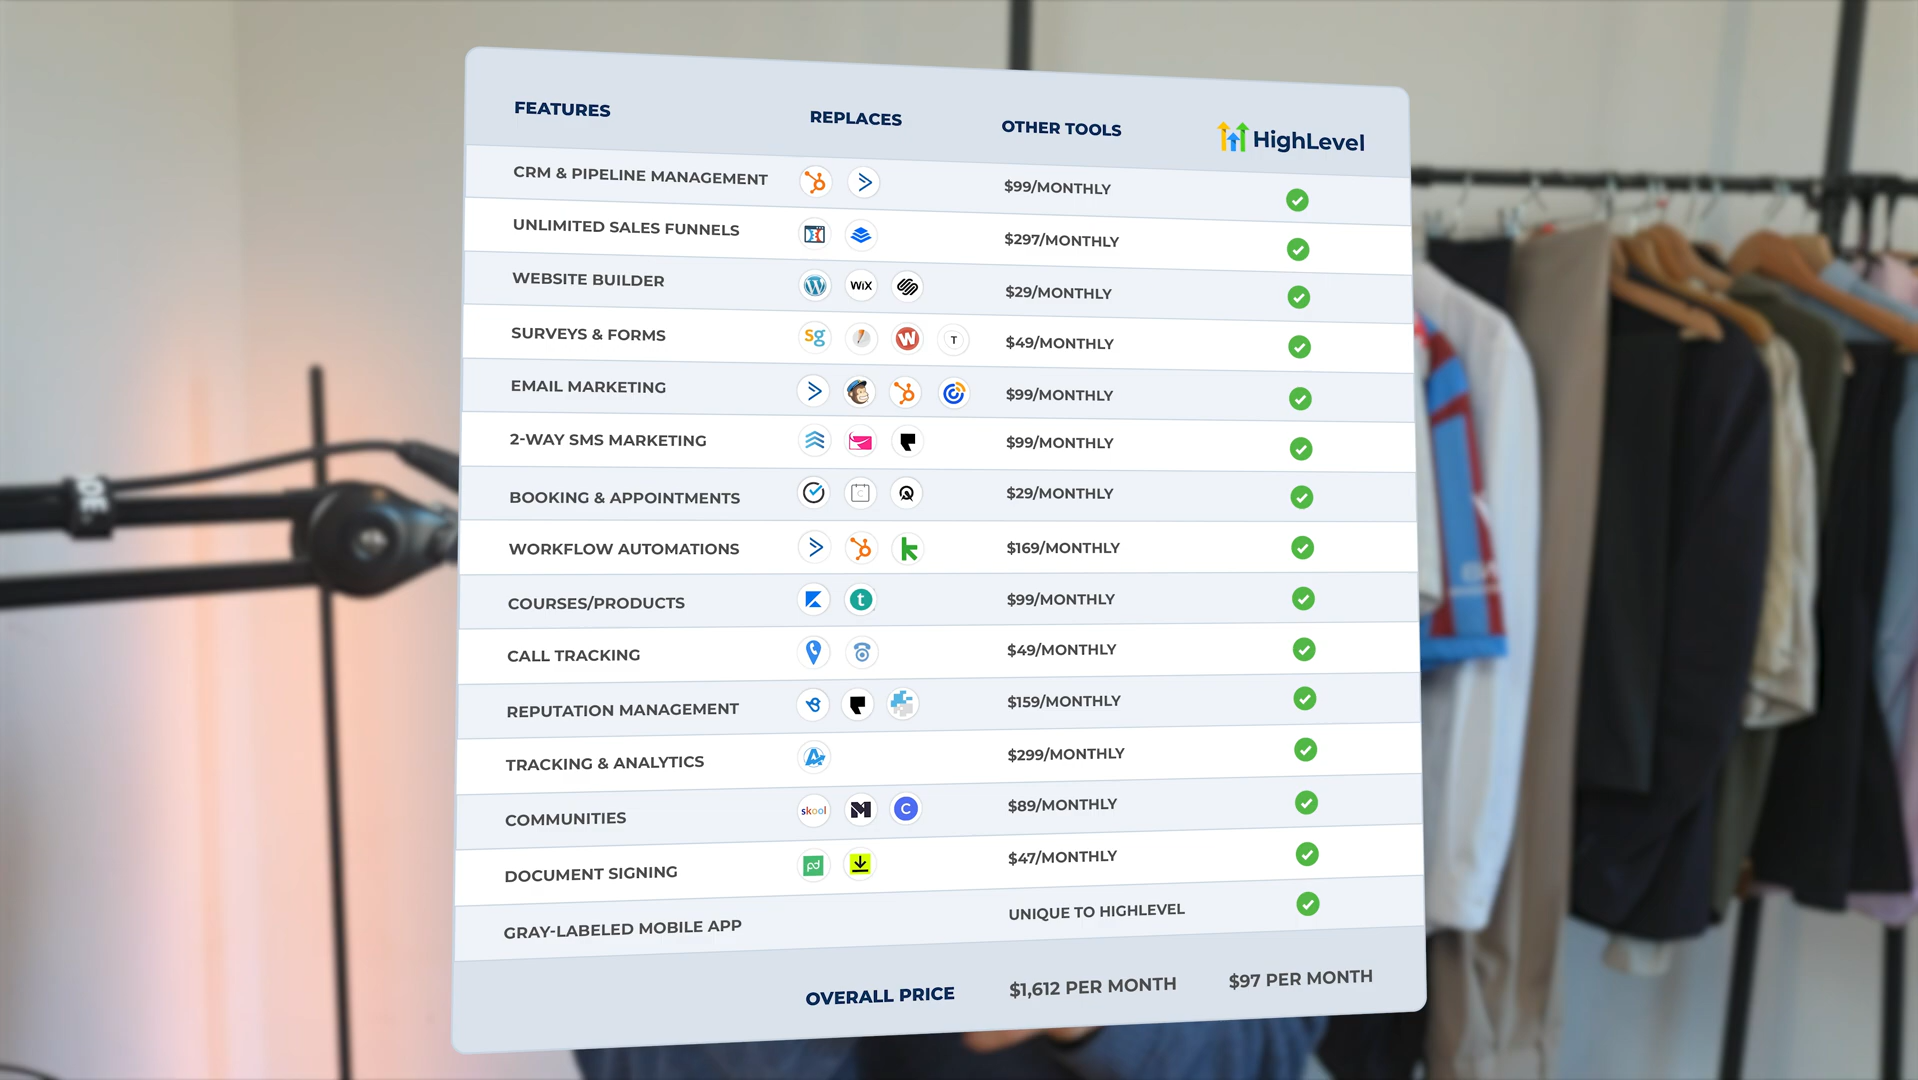 FEATURES REPLACES OTHER TOOLS HighLevel
CRM & PIPELINE MANAGEMENT $99/MONTHLY
UNLIMITED SALES FUNNELS $297/MONTHLY
WEBSITE BUILDER WiX $29/MONTHLY
SURVEYS & FORMS sg W T $49/MONTHLY
EMAIL MARKETING $99/MONTHLY
2-WAY SMS MARKETING $99/MONTHLY
BOOKING & APPOINTMENTS C $29/MONTHLY
WORKFLOW AUTOMATIONS k $169/MONTHLY
COURSES/PRODUCTS t $99/MONTHLY
CALL TRACKING $49/MONTHLY
REPUTATION MANAGEMENT $159/MONTHLY
TRACKING & ANALYTICS $299/MONTHLY
COMMUNITIES skool M C $89/MONTHLY
DOCUMENT SIGNING pd $47/MONTHLY
GRAY-LABELED MOBILE APP UNIQUE TO HIGHLEVEL
OVERALL PRICE $1,612 PER MONTH $97 PER MONTH